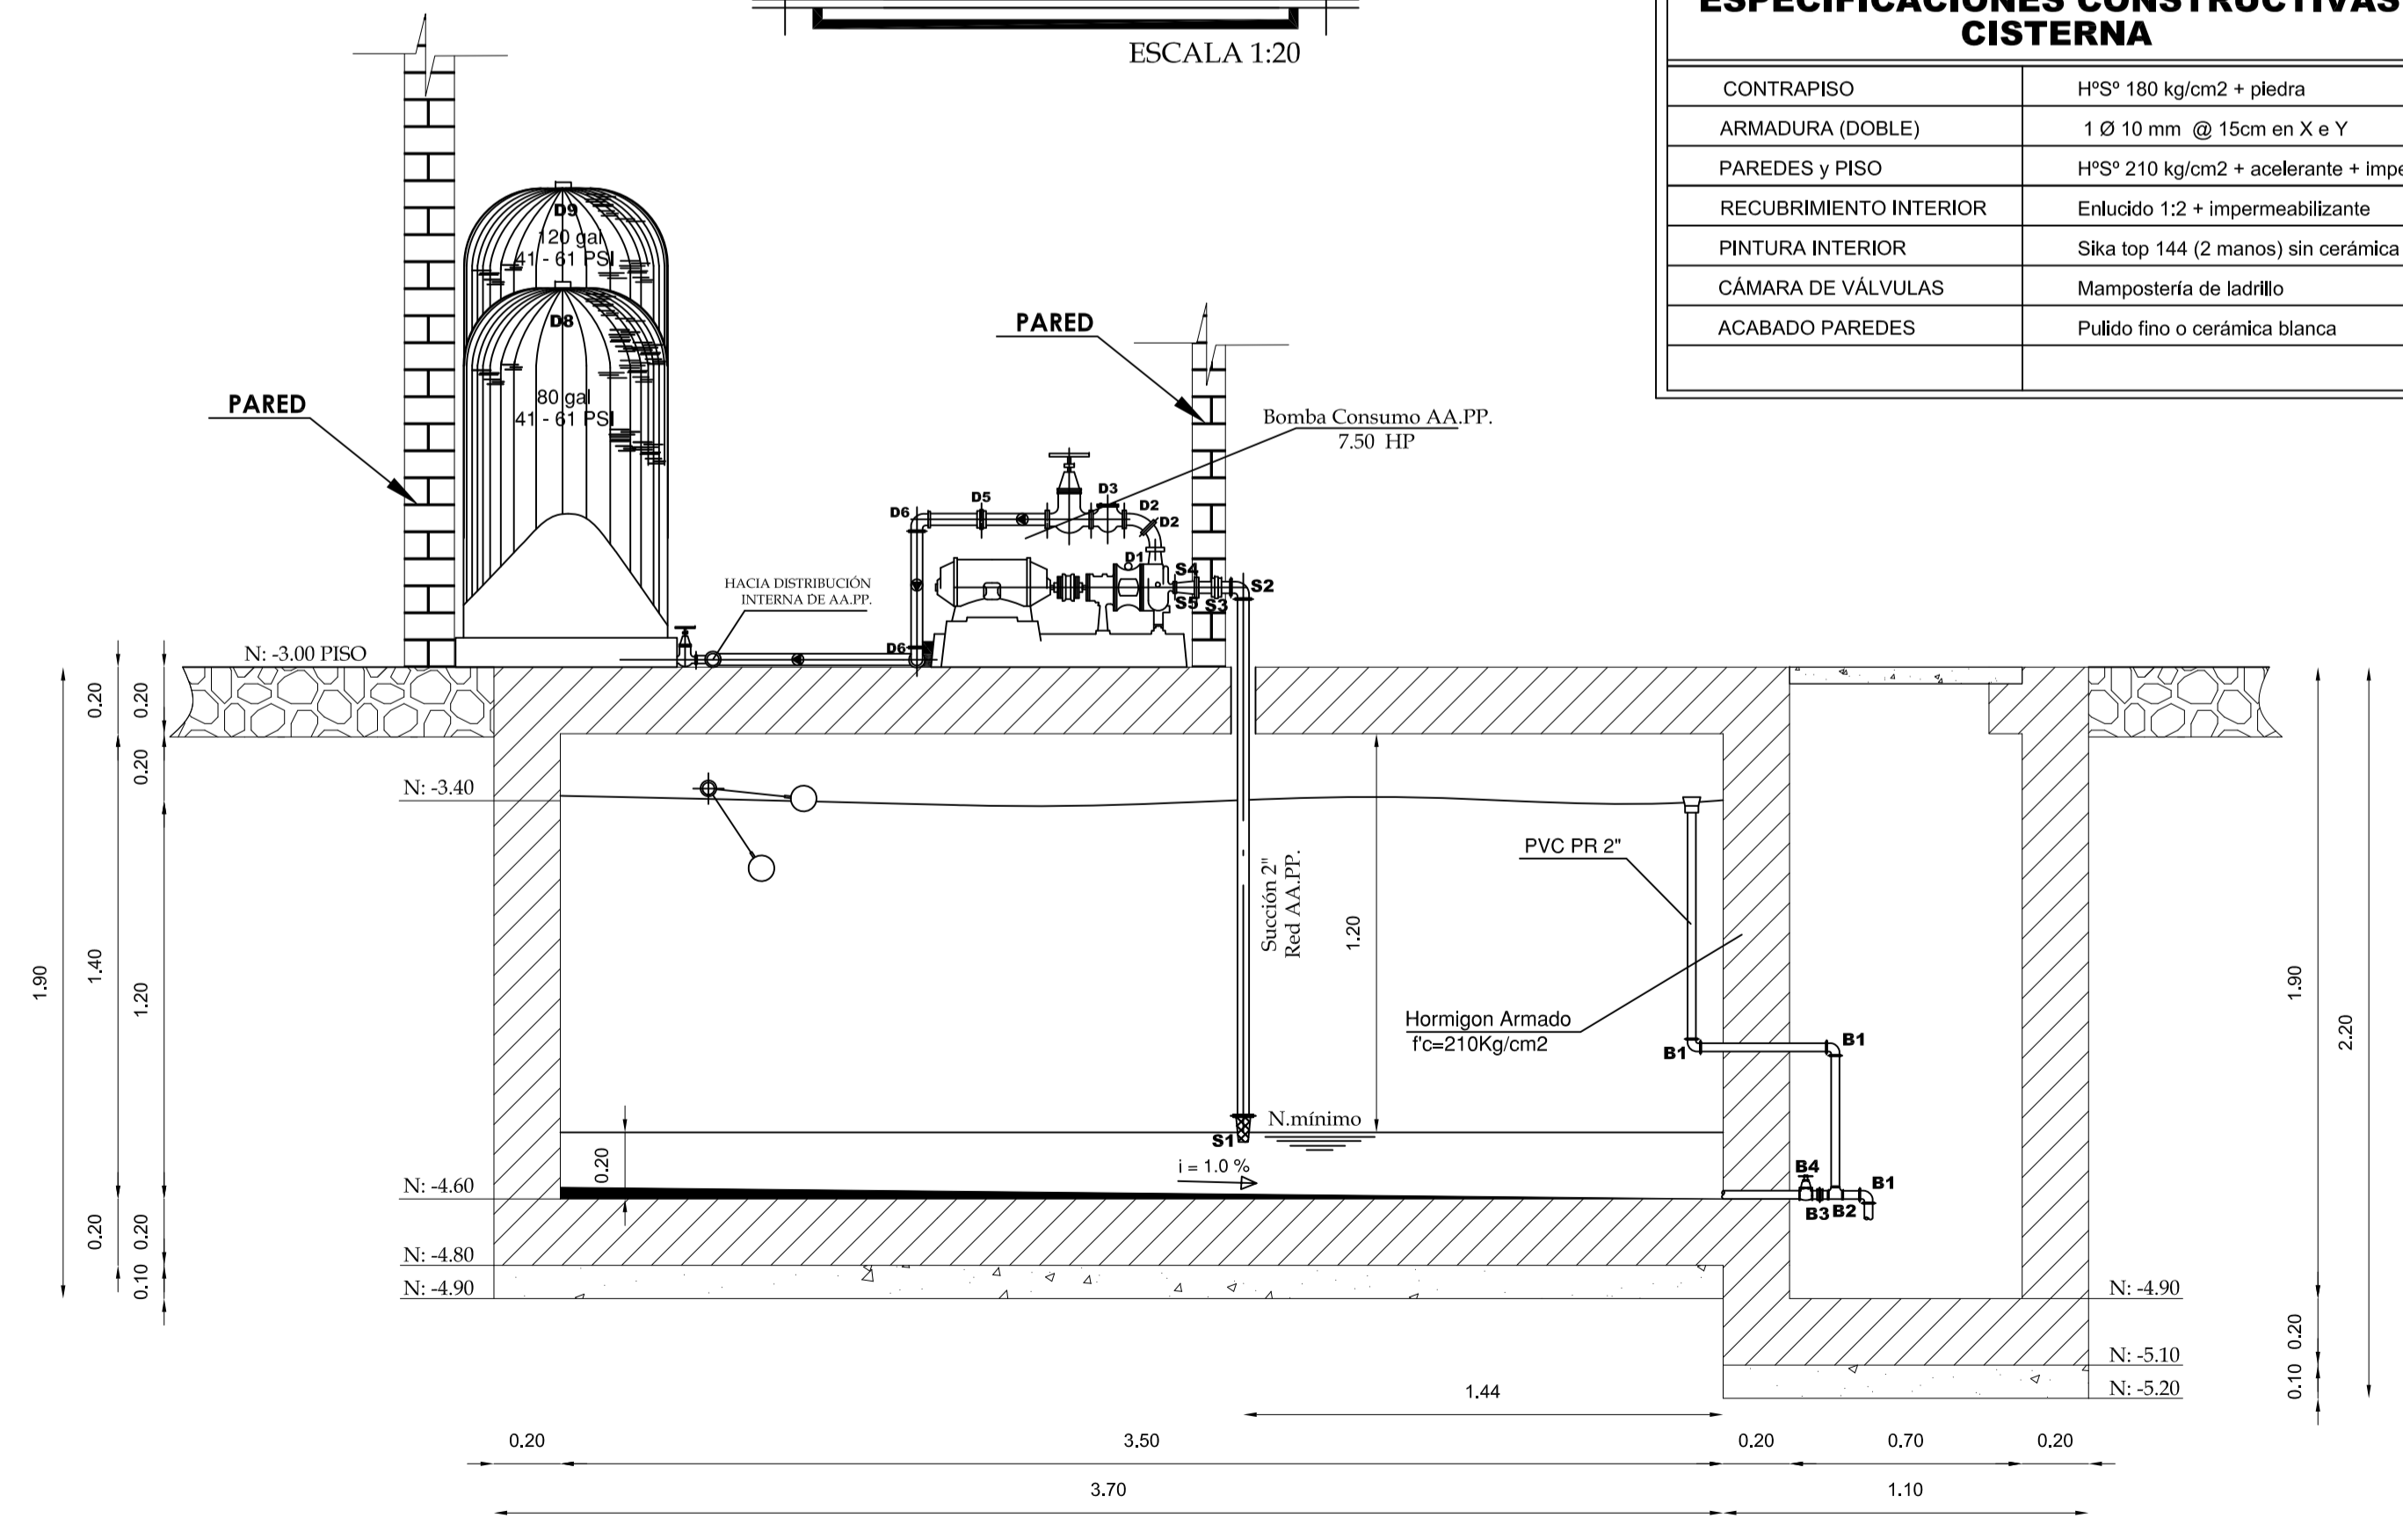 ESCALA 1:20
ESPECIFICACIONES CONSTRUCTIVAS
CISTERNA
CONTRAPISO HºSº 180 kg/cm2 + piedra
ARMADURA (DOBLE) 1 Ø 10 mm @ 15cm en X e Y
PAREDES y PISO HºSº 210 kg/cm2 + acelerante + impe
RECUBRIMIENTO INTERIOR Enlucido 1:2 + impermeabilizante
PINTURA INTERIOR Sika top 144 (2 manos) sin cerámica
CÁMARA DE VÁLVULAS Mampostería de ladrillo
ACABADO PAREDES Pulido fino o cerámica blanca
D9
120 gal
41 - 61 PSI
D8
80 gal
41 - 61 PSI
PARED
PARED
Bomba Consumo AA.PP.
7.50 HP
D6
D5
D3
D2
D2
D1
S4
S5
S3
S2
HACIA DISTRIBUCIÓN
INTERNA DE AA.PP.
D6
N: -3.00 PISO
0.20
0.20
0.20
N: -3.40
PVC PR 2"
Succión 2"
Red AA.PP.
1.20
1.90
1.40
1.20
Hormigon Armado
f'c=210Kg/cm2
B1
B1
1.90
2.20
N.mínimo
S1
0.20
i = 1.0 %
B4
B1
B3
B2
N: -4.60
0.20
0.20
N: -4.80
0.10
N: -4.90
N: -4.90
0.20
N: -5.10
0.10
N: -5.20
1.44
0.20
3.50
0.20
0.70
0.20
3.70
1.10